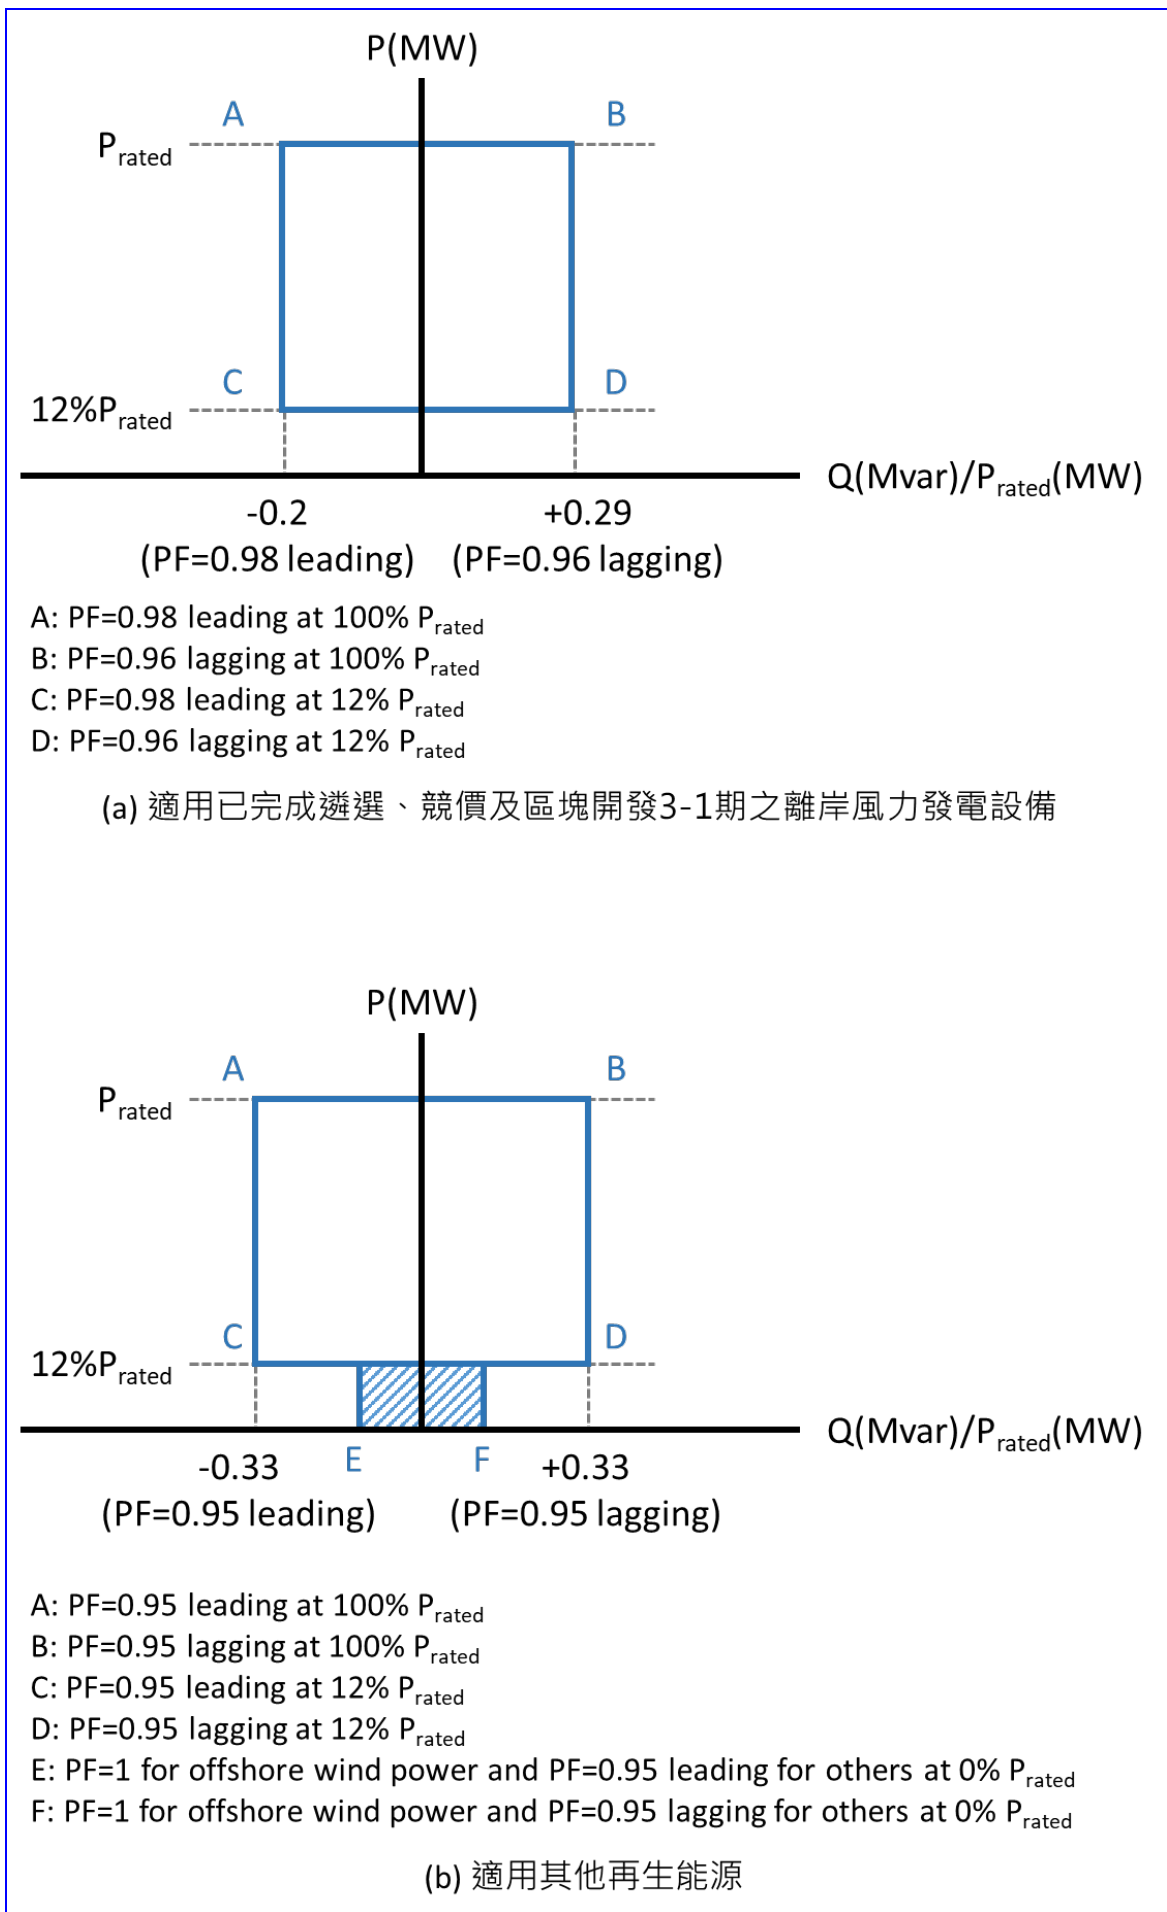 P(MW)
A
B
Prated
C
D
12%Prated
Q(Mvar)/Prated(MW)
-0.2
+0.29
(PF=0.98 leading)
(PF=0.96 lagging)
A: PF=0.98 leading at 100% Prated
B: PF=0.96 lagging at 100% Prated
C: PF=0.98 leading at 12% Prated
D: PF=0.96 lagging at 12% Prated
(a) 適用已完成遴選、競價及區塊開發3-1期之離岸風力發電設備
P(MW)
A
B
Prated
C
D
12%Prated
Q(Mvar)/Prated(MW)
-0.33
E
F
+0.33
(PF=0.95 leading)
(PF=0.95 lagging)
A: PF=0.95 leading at 100% Prated
B: PF=0.95 lagging at 100% Prated
C: PF=0.95 leading at 12% Prated
D: PF=0.95 lagging at 12% Prated
E: PF=1 for offshore wind power and PF=0.95 leading for others at 0% Prated
F: PF=1 for offshore wind power and PF=0.95 lagging for others at 0% Prated
(b) 適用其他再生能源